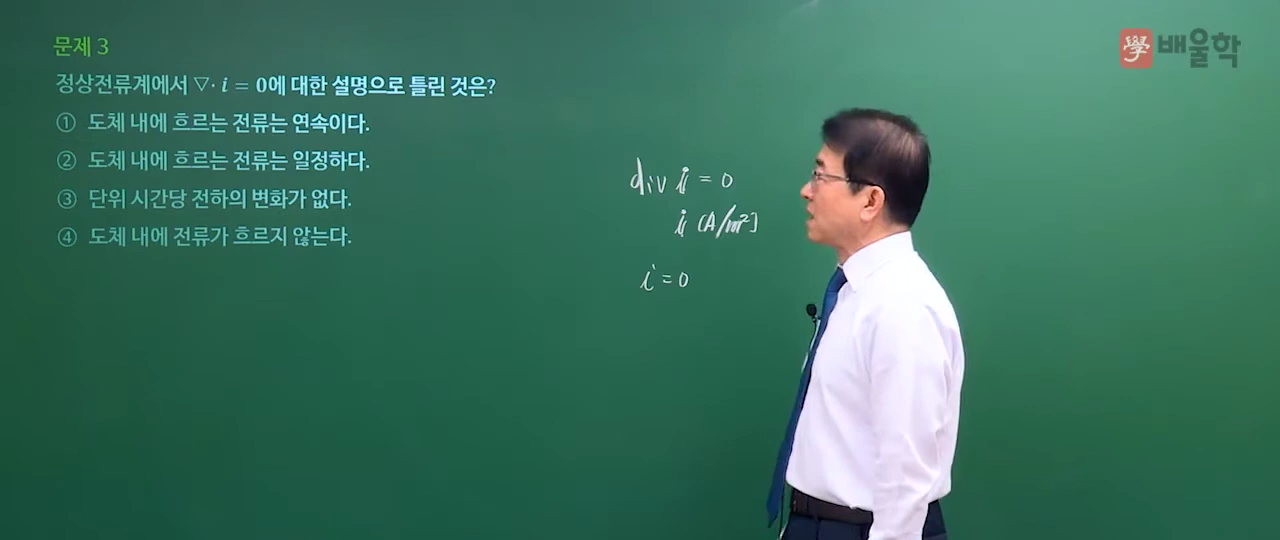 문제 3
정상전류계에서 ▽· i = 0에 대한 설명으로 틀린 것은?
① 도체 내에 흐르는 전류는 연속이다.
② 도체 내에 흐르는 전류는 일정하다.
③ 단위 시간당 전하의 변화가 없다.
④ 도체 내에 전류가 흐르지 않는다.
div i = 0
i [A/m²]
i = 0
學 배울학